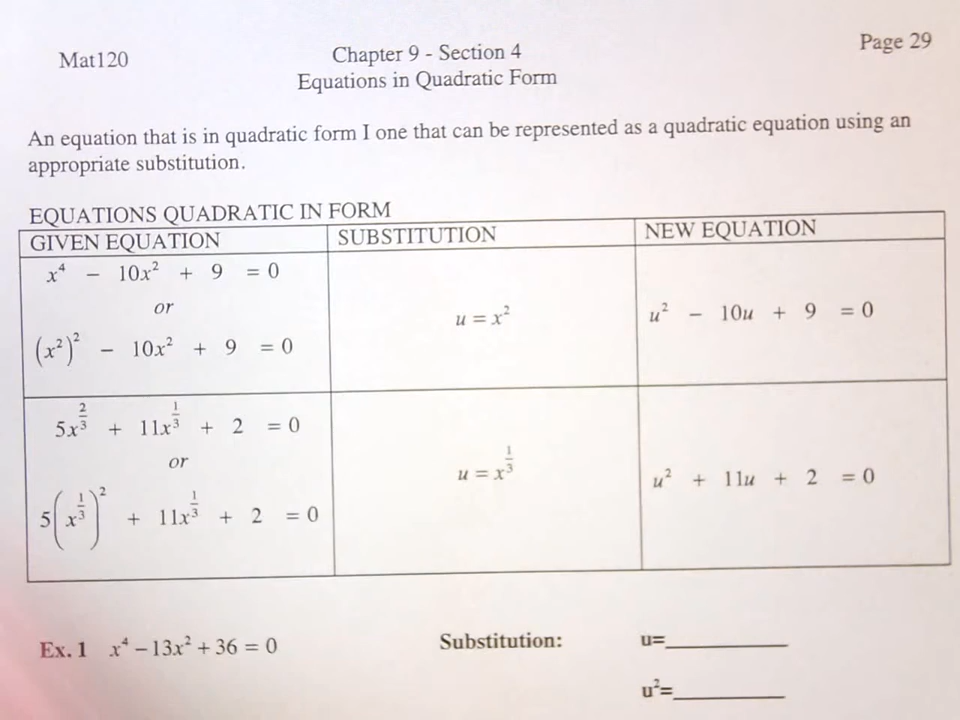 Mat120
Chapter 9 - Section 4
Page 29
Equations in Quadratic Form
An equation that is in quadratic form I one that can be represented as a quadratic equation using an
appropriate substitution.
EQUATIONS QUADRATIC IN FORM
GIVEN EQUATION SUBSTITUTION NEW EQUATION
x⁴ − 10x² + 9 = 0
or
(x²)² − 10x² + 9 = 0
u = x²
u² − 10u + 9 = 0
5x^(2/3) + 11x^(1/3) + 2 = 0
or
5(x^(1/3))² + 11x^(1/3) + 2 = 0
u = x^(1/3)
u² + 11u + 2 = 0
Ex. 1 x⁴ − 13x² + 36 = 0 Substitution: u=________
u²=________